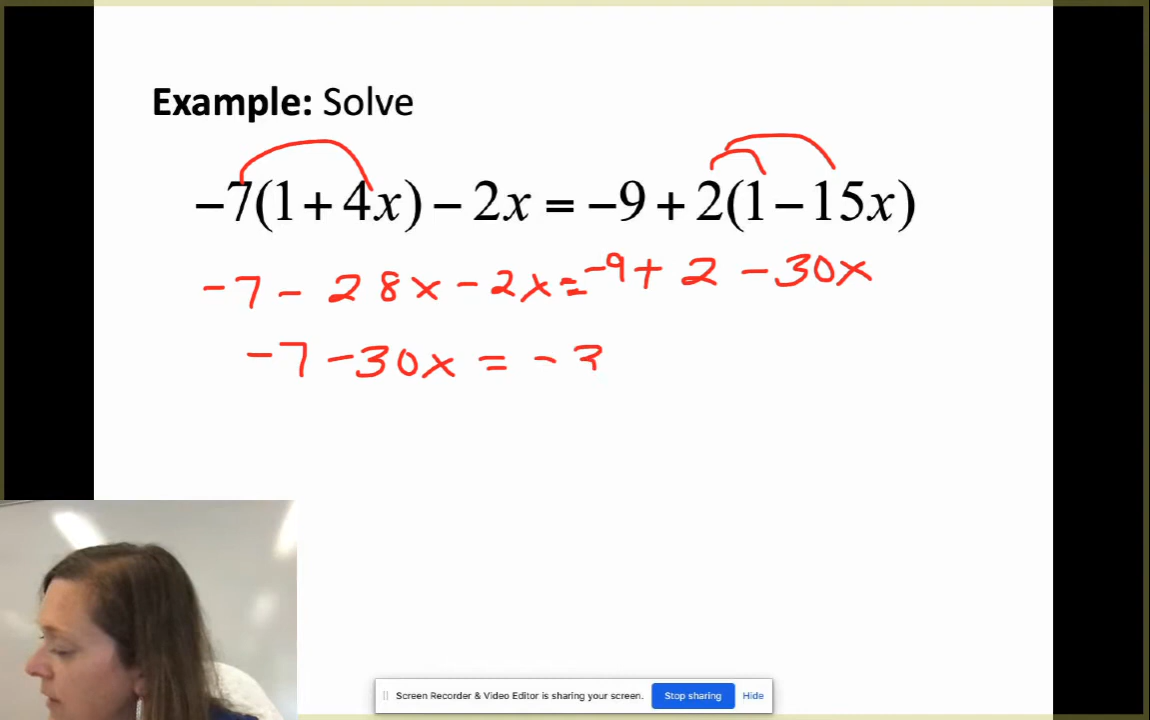 Example: Solve
−7(1+4x)−2x=−9+2(1−15x)
-7 - 28x - 2x = -9 + 2 - 30x
-7 - 30x = - 3
Screen Recorder & Video Editor is sharing your screen. Stop sharing Hide